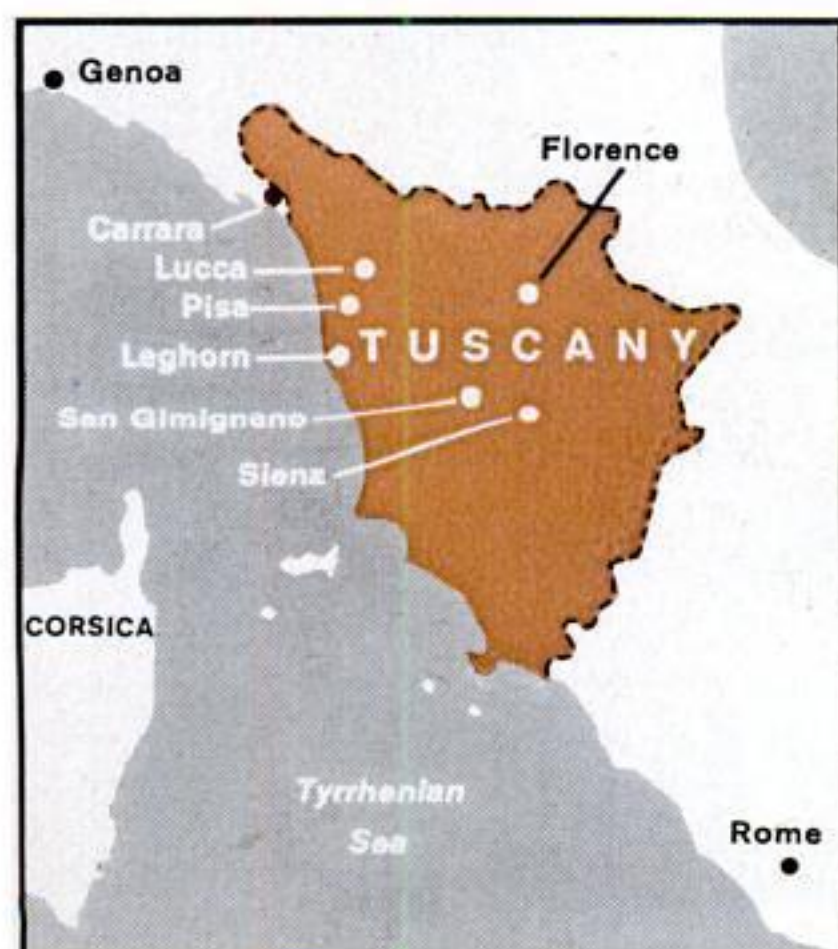 Genoa
Florence
Carrara
Lucca
Pisa
TUSCANY
Leghorn
San Gimignano
Siena
CORSICA
Tyrrhenian
Sea
Rome